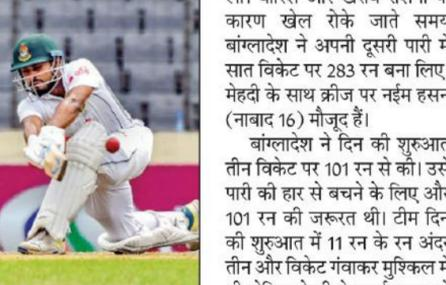 कारण खेल रोके जाते समय
बांग्लादेश ने अपनी दूसरी पारी में
सात विकेट पर 283 रन बना लिए
मेहदी के साथ क्रीज पर नईम हसन
(नाबाद 16) मौजूद हैं।
बांग्लादेश ने दिन की शुरुआत
तीन विकेट पर 101 रन से की। उसे
पारी की हार से बचने के लिए और
101 रन की जरूरत थी। टीम दिन
की शुरुआत में 11 रन के रन अंदर
तीन और विकेट गंवाकर मुश्किल में